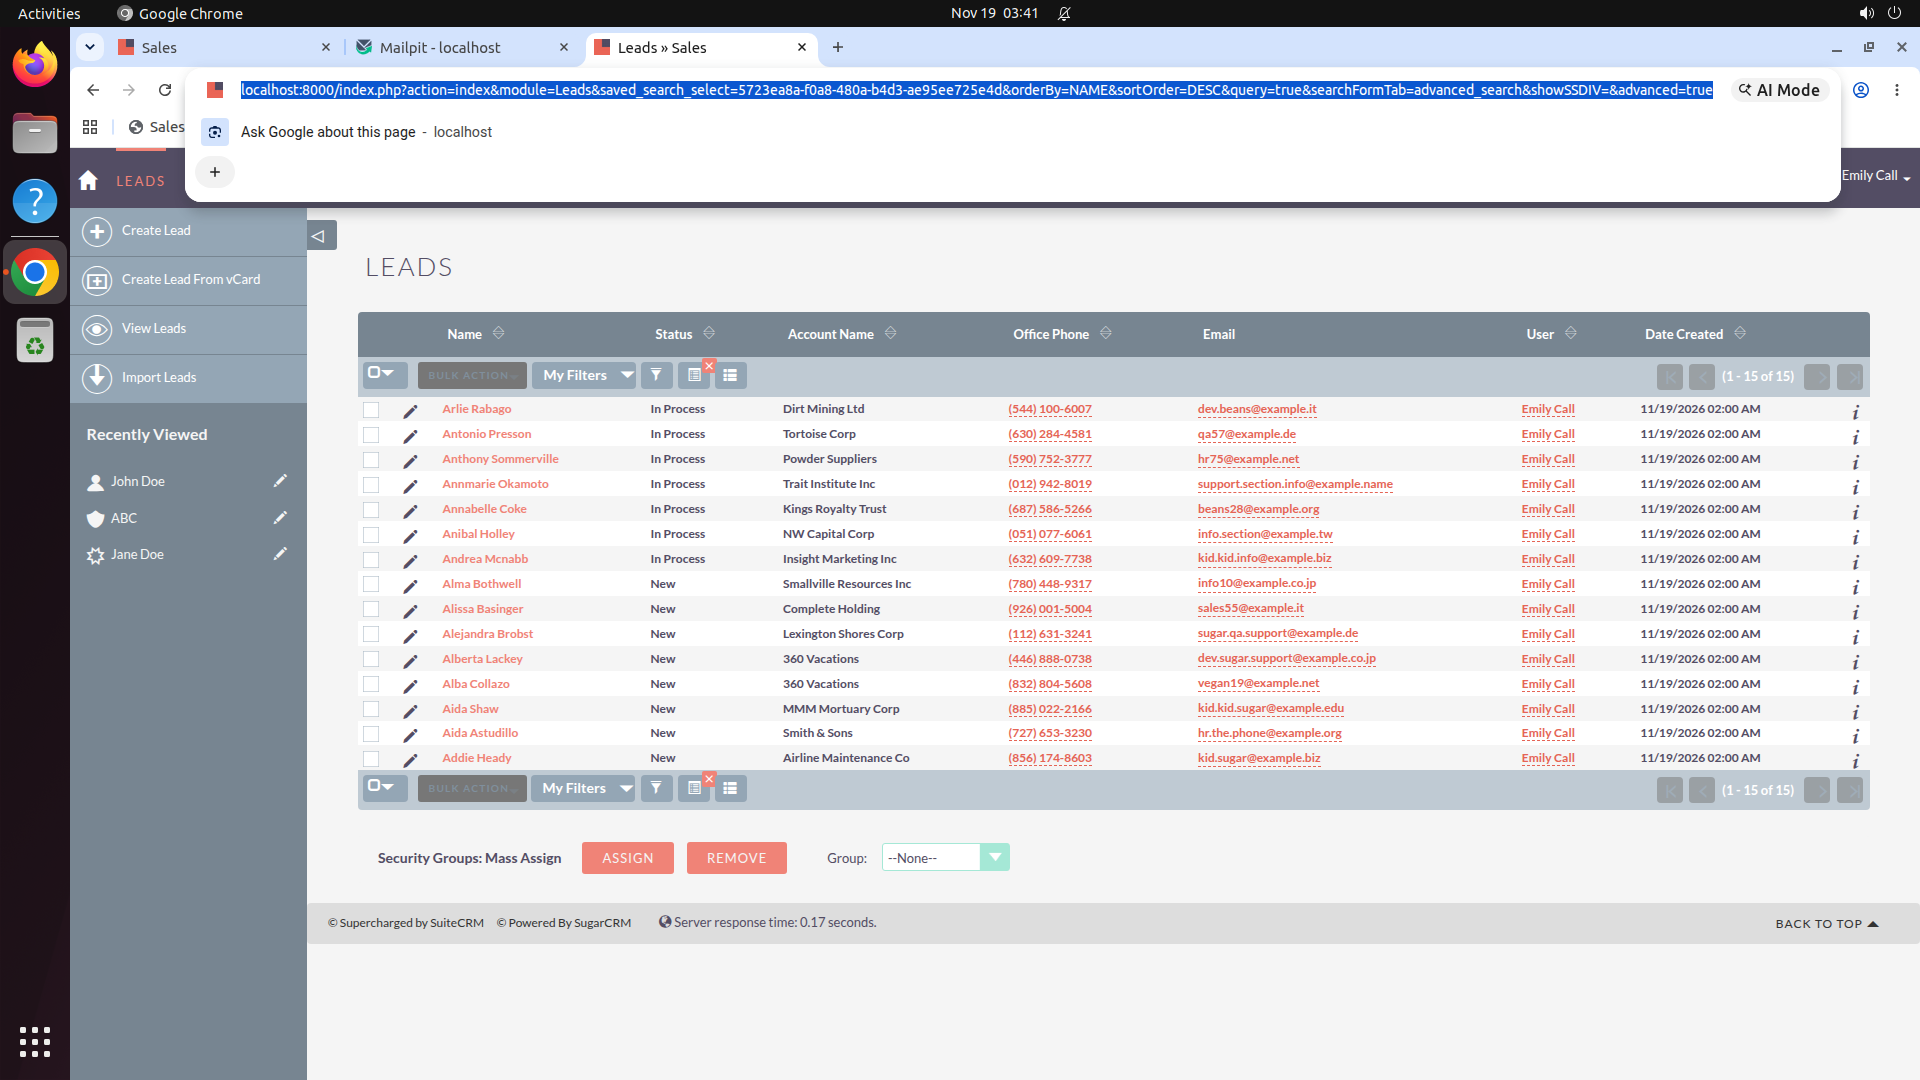 Activities
Google Chrome
Nov 19 03:41
Sales
Mailpit - localhost
Leads » Sales
localhost:8000/index.php?action=index&module=Leads&saved_search_select=5723ea8a-f0a8-480a-b4d3-ae95ee725e4d&orderBy=NAME&sortOrder=DESC&query=true&searchFormTab=advanced_search&showSSDIV=&advanced=true
AI Mode
Sales
Ask Google about this page - localhost
LEADS
Emily Call
Create Lead
Create Lead From vCard
View Leads
Import Leads
Recently Viewed
John Doe
ABC
Jane Doe
LEADS
Name Status Account Name Office Phone Email User Date Created
BULK ACTION My Filters (1 - 15 of 15)
Arlie Rabago In Process Dirt Mining Ltd (544) 100-6007 dev.beans@example.it Emily Call 11/19/2026 02:00 AM
Antonio Presson In Process Tortoise Corp (630) 284-4581 qa57@example.de Emily Call 11/19/2026 02:00 AM
Anthony Sommerville In Process Powder Suppliers (590) 752-3777 hr75@example.net Emily Call 11/19/2026 02:00 AM
Annmarie Okamoto In Process Trait Institute Inc (012) 942-8019 support.section.info@example.name Emily Call 11/19/2026 02:00 AM
Annabelle Coke In Process Kings Royalty Trust (687) 586-5266 beans28@example.org Emily Call 11/19/2026 02:00 AM
Anibal Holley In Process NW Capital Corp (051) 077-6061 info.section@example.tw Emily Call 11/19/2026 02:00 AM
Andrea Mcnabb In Process Insight Marketing Inc (632) 609-7738 kid.kid.info@example.biz Emily Call 11/19/2026 02:00 AM
Alma Bothwell New Smallville Resources Inc (780) 448-9317 info10@example.co.jp Emily Call 11/19/2026 02:00 AM
Alissa Basinger New Complete Holding (926) 001-5004 sales55@example.it Emily Call 11/19/2026 02:00 AM
Alejandra Brobst New Lexington Shores Corp (112) 631-3241 sugar.qa.support@example.de Emily Call 11/19/2026 02:00 AM
Alberta Lackey New 360 Vacations (446) 888-0738 dev.sugar.support@example.co.jp Emily Call 11/19/2026 02:00 AM
Alba Collazo New 360 Vacations (832) 804-5608 vegan19@example.net Emily Call 11/19/2026 02:00 AM
Aida Shaw New MMM Mortuary Corp (885) 022-2166 kid.kid.sugar@example.edu Emily Call 11/19/2026 02:00 AM
Aida Astudillo New Smith & Sons (727) 653-3230 hr.the.phone@example.org Emily Call 11/19/2026 02:00 AM
Addie Heady New Airline Maintenance Co (856) 174-8603 kid.sugar@example.biz Emily Call 11/19/2026 02:00 AM
BULK ACTION My Filters (1 - 15 of 15)
Security Groups: Mass Assign ASSIGN REMOVE Group: --None--
© Supercharged by SuiteCRM © Powered By SugarCRM Server response time: 0.17 seconds. BACK TO TOP